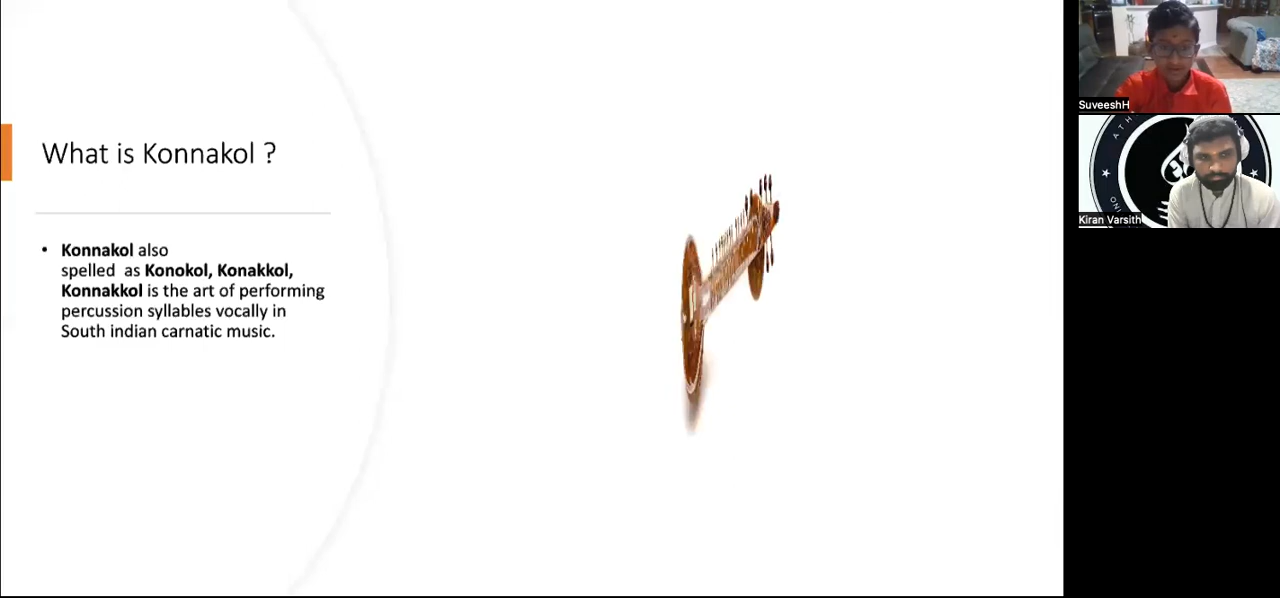 What is Konnakol ?
• Konnakol also
spelled  as Konokol, Konakkol,
Konnakkol is the art of performing
percussion syllables vocally in
South indian carnatic music.
SuveeshH
Kiran Varsith